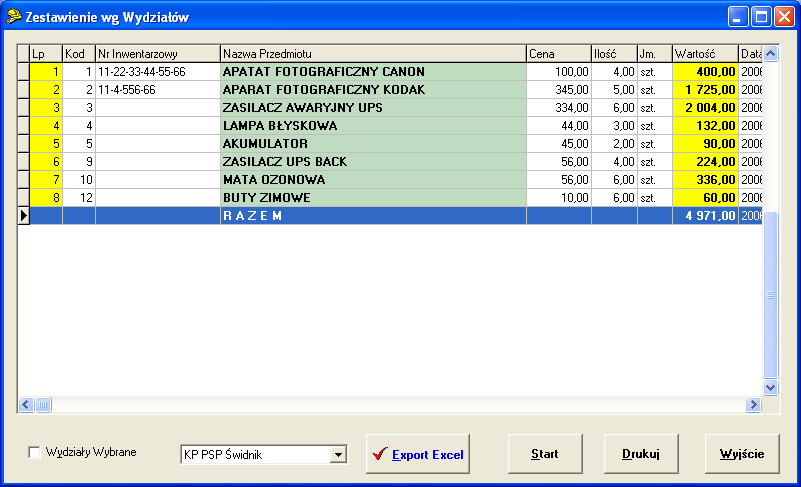 Zestawienie wg Wydziałów
Lp Kod Nr Inwentarzowy Nazwa Przedmiotu Cena Ilość Jm. Wartość Data
1 1 11-22-33-44-55-66 APATAT FOTOGRAFICZNY CANON 100,00 4,00 szt. 400,00 2006
2 2 11-4-556-66 APARAT FOTOGRAFICZNY KODAK 345,00 5,00 szt. 1 725,00 2006
3 3 ZASILACZ AWARYJNY UPS 334,00 6,00 szt. 2 004,00 2006
4 4 LAMPA BŁYSKOWA 44,00 3,00 szt. 132,00 2006
5 5 AKUMULATOR 45,00 2,00 szt. 90,00 2006
6 9 ZASILACZ UPS BACK 56,00 4,00 szt. 224,00 2006
7 10 MATA OZONOWA 56,00 6,00 szt. 336,00 2006
8 12 BUTY ZIMOWE 10,00 6,00 szt. 60,00 2006
R A Z E M 4 971,00 2006
Wydziały Wybrane KP PSP Świdnik Export Excel Start Drukuj Wyjście